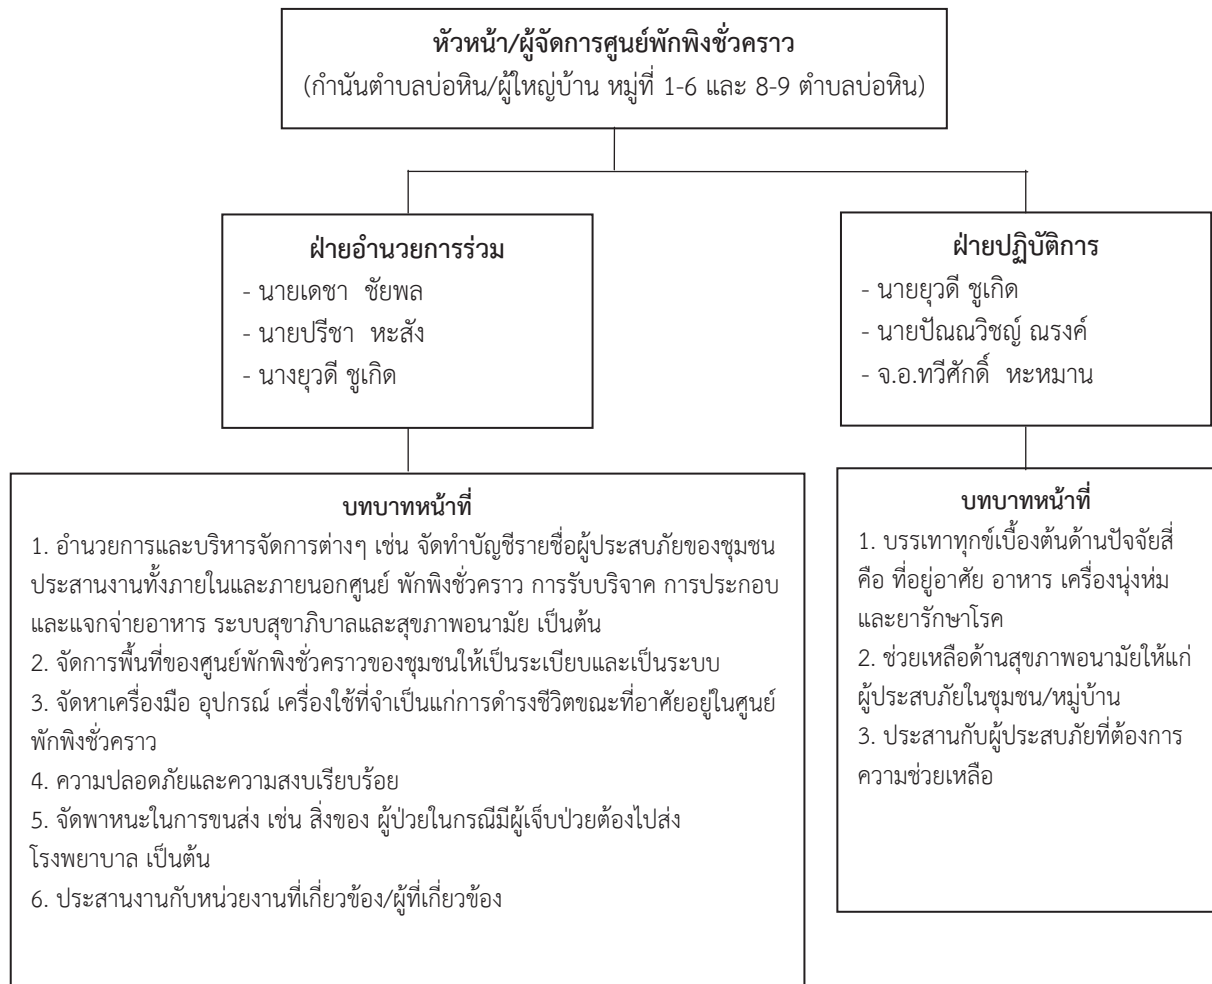 หัวหน้า/ผู้จัดการศูนย์พักพิงชั่วคราว
(กำนันตำบลบ่อหิน/ผู้ใหญ่บ้าน หมู่ที่ 1-6 และ 8-9 ตำบลบ่อหิน)
ฝ่ายอำนวยการร่วม
- นายเดชา ชัยพล
- นายปรีชา หะสัง
- นางยุวดี ชูเกิด
ฝ่ายปฏิบัติการ
- นายยุวดี ชูเกิด
- นายปัณณวิชญ์ ณรงค์
- จ.อ.ทวีศักดิ์ หะหมาน
บทบาทหน้าที่
1. อำนวยการและบริหารจัดการต่างๆ เช่น จัดทำบัญชีรายชื่อผู้ประสบภัยของชุมชน
ประสานงานทั้งภายในและภายนอกศูนย์ พักพิงชั่วคราว การรับบริจาค การประกอบ
และแจกจ่ายอาหาร ระบบสุขาภิบาลและสุขภาพอนามัย เป็นต้น
2. จัดการพื้นที่ของศูนย์พักพิงชั่วคราวของชุมชนให้เป็นระเบียบและเป็นระบบ
3. จัดหาเครื่องมือ อุปกรณ์ เครื่องใช้ที่จำเป็นแก่การดำรงชีวิตขณะที่อาศัยอยู่ในศูนย์
พักพิงชั่วคราว
4. ความปลอดภัยและความสงบเรียบร้อย
5. จัดพาหนะในการขนส่ง เช่น สิ่งของ ผู้ป่วยในกรณีมีผู้เจ็บป่วยต้องไปส่ง
โรงพยาบาล เป็นต้น
6. ประสานงานกับหน่วยงานที่เกี่ยวข้อง/ผู้ที่เกี่ยวข้อง
บทบาทหน้าที่
1. บรรเทาทุกข์เบื้องต้นด้านปัจจัยสี่
คือ ที่อยู่อาศัย อาหาร เครื่องนุ่งห่ม
และยารักษาโรค
2. ช่วยเหลือด้านสุขภาพอนามัยให้แก่
ผู้ประสบภัยในชุมชน/หมู่บ้าน
3. ประสานกับผู้ประสบภัยที่ต้องการ
ความช่วยเหลือ